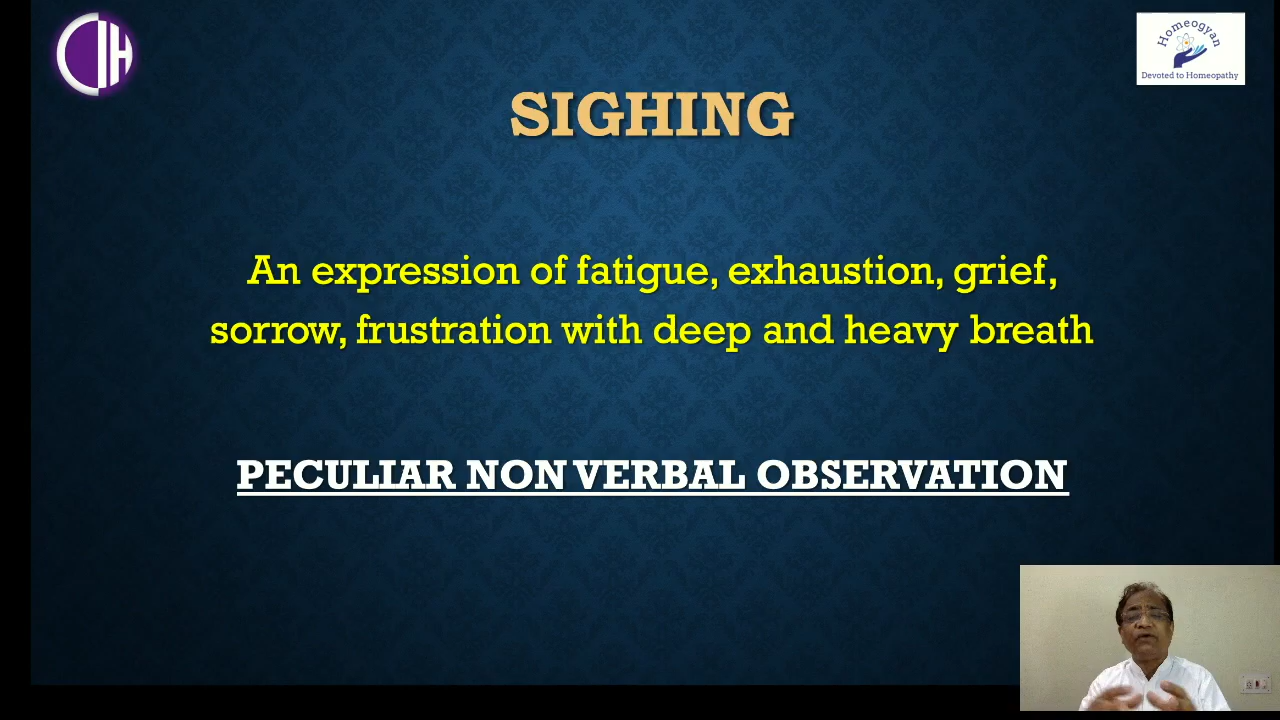 CIH
Homeogyan
Devoted to Homeopathy
SIGHING
An expression of fatigue, exhaustion, grief,
sorrow, frustration with deep and heavy breath
PECULIAR NON VERBAL OBSERVATION